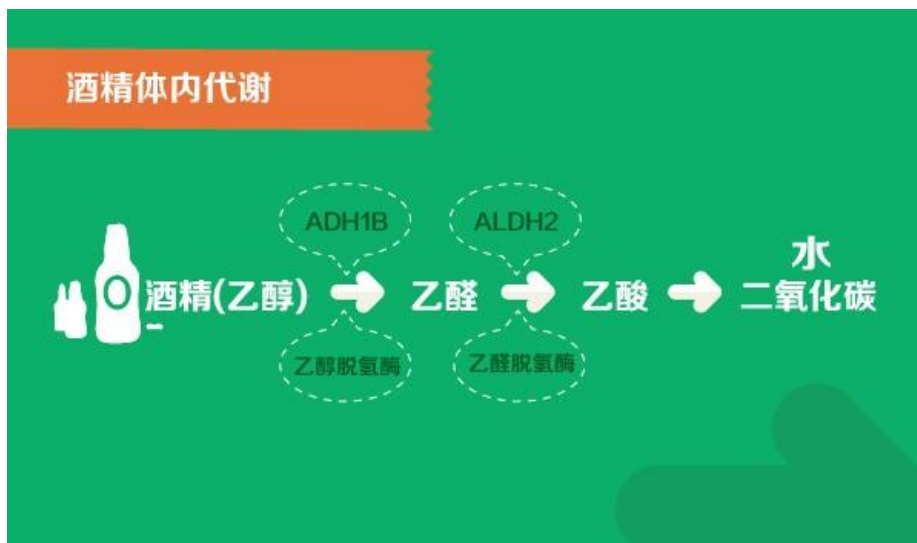 酒精体内代谢
ADH1B
ALDH2
酒精(乙醇)
乙醛
乙酸
水
二氧化碳
乙醇脱氢酶
乙醛脱氢酶